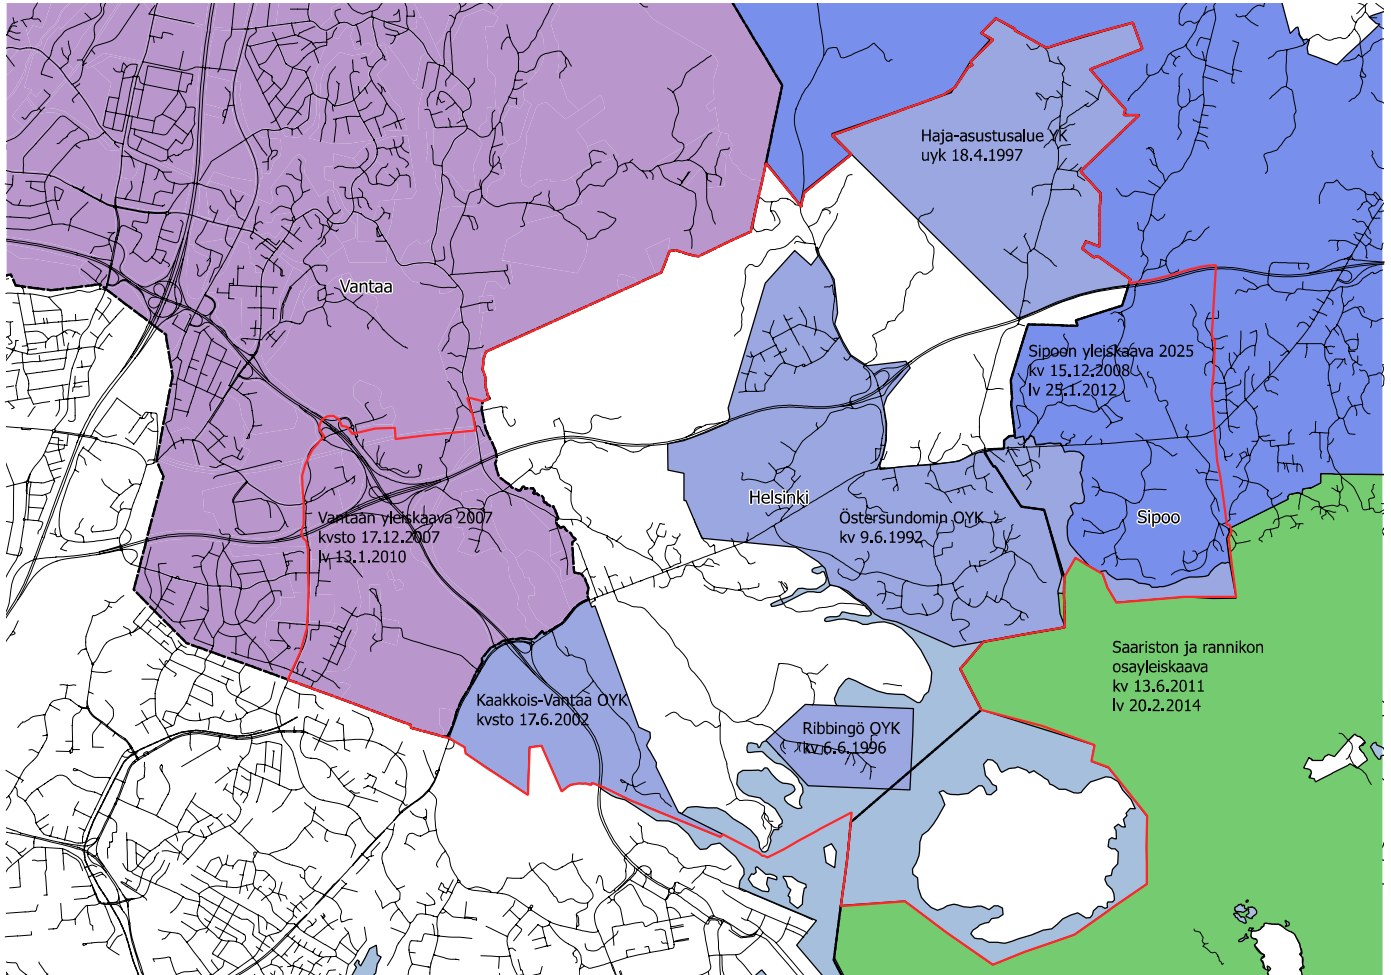 Haja-asustusalue YK
uyk 18.4.1997
Vantaa
Sipoon yleiskaava 2025
kv 15.12.2008
lv 25.1.2012
Helsinki
Östersundomin OYK
kv 9.6.1992
Sipoo
Vantaan yleiskaava 2007
kvsto 17.12.2007
lv 13.1.2010
Saariston ja rannikon
osayleiskaava
kv 13.6.2011
lv 20.2.2014
Kaakkois-Vantaa OYK
kvsto 17.6.2002
Ribbingö OYK
kv 6.6.1996